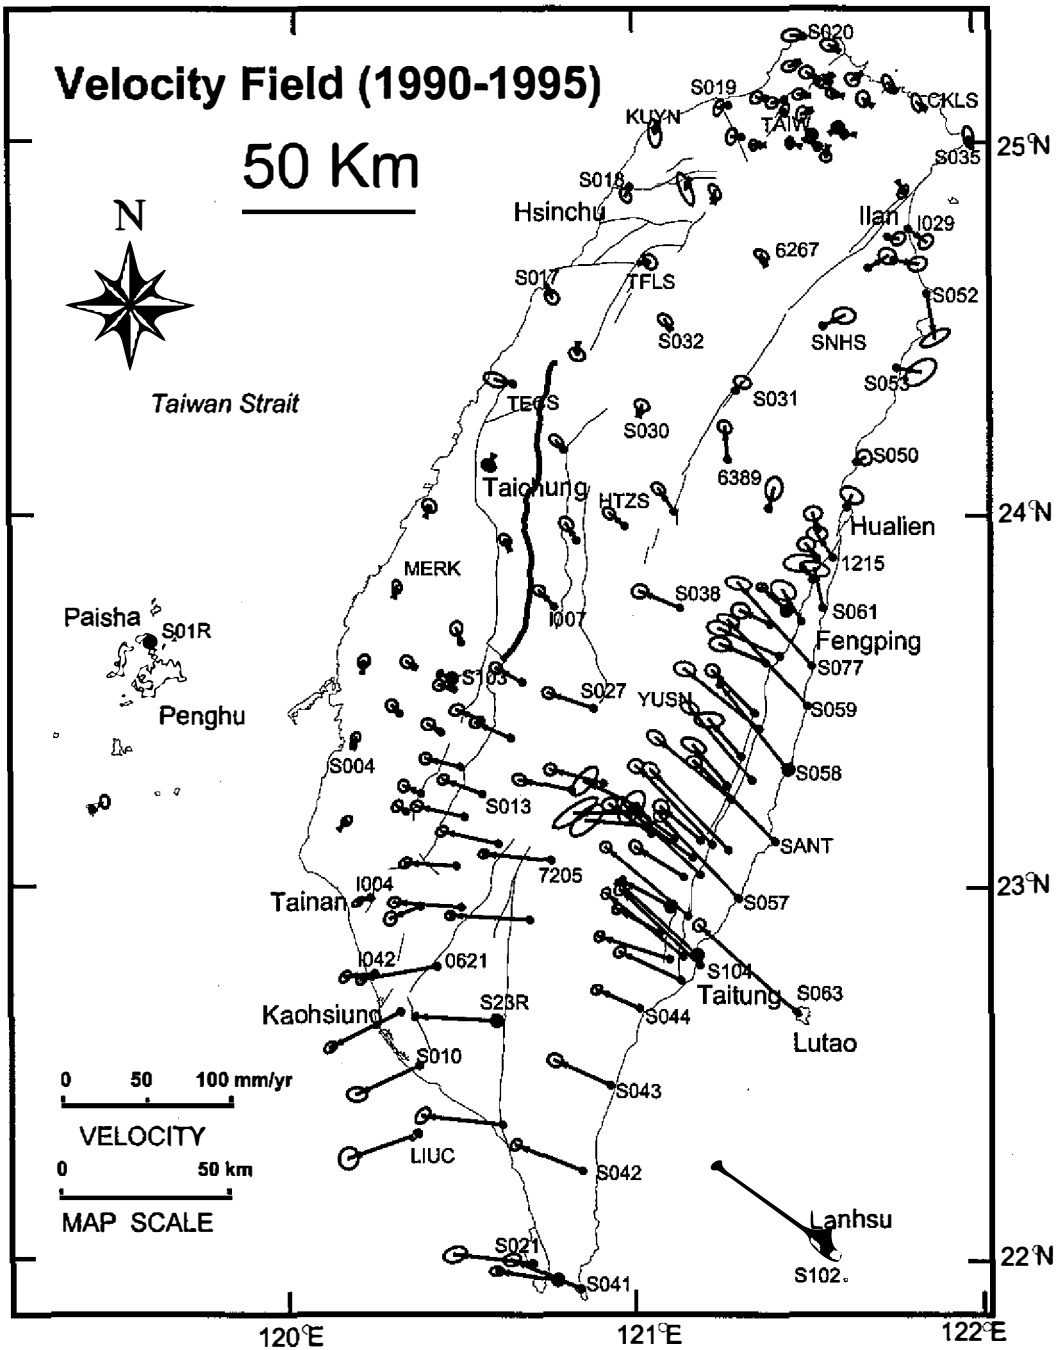 S020
Velocity Field (1990-1995)
S019
CKLS
KUYN
TAIW
25°N
50 Km
S035
S018
N
Hsinchu
Ilan
I029
6267
S017
TFLS
S052
S032
SNHS
S053
Taiwan Strait
TECS
S031
S030
S050
6389
Taichung
HTZS
24°N
Hualien
1215
MERK
S038
Paisha
I007
S061
S01R
Fengping
S077
S103
S027
YUSN
Penghu
S059
S004
S058
S013
SANT
7205
I004
23°N
Tainan
S057
I042
0621
S104
Taitung
S063
Kaohsiung
S23R
S044
Lutao
S010
0 50 100 mm/yr
S043
VELOCITY
LIUC
0 50 km
S042
MAP SCALE
Lanhsu
S021
22°N
S102
S041
120°E
121°E
122°E